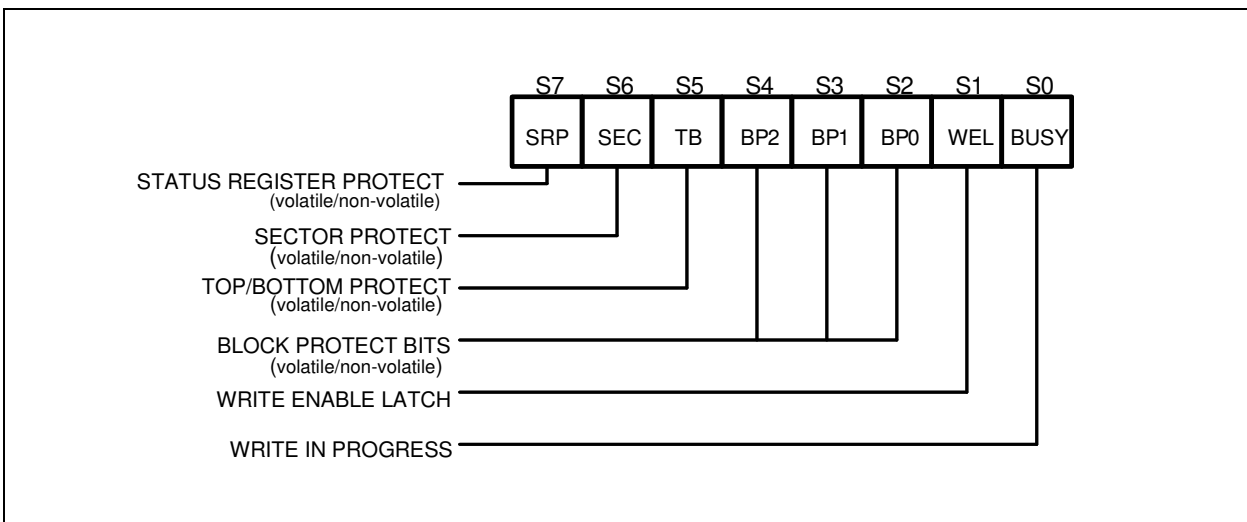 S7 S6 S5 S4 S3 S2 S1 S0
SRP SEC TB BP2 BP1 BP0 WEL BUSY
STATUS REGISTER PROTECT
(volatile/non-volatile)
SECTOR PROTECT
(volatile/non-volatile)
TOP/BOTTOM PROTECT
(volatile/non-volatile)
BLOCK PROTECT BITS
(volatile/non-volatile)
WRITE ENABLE LATCH
WRITE IN PROGRESS